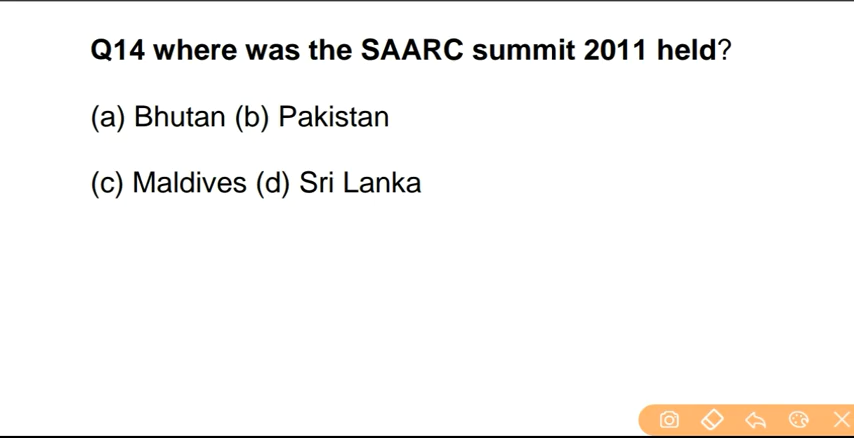 Q14 where was the SAARC summit 2011 held?
(a) Bhutan (b) Pakistan
(c) Maldives (d) Sri Lanka